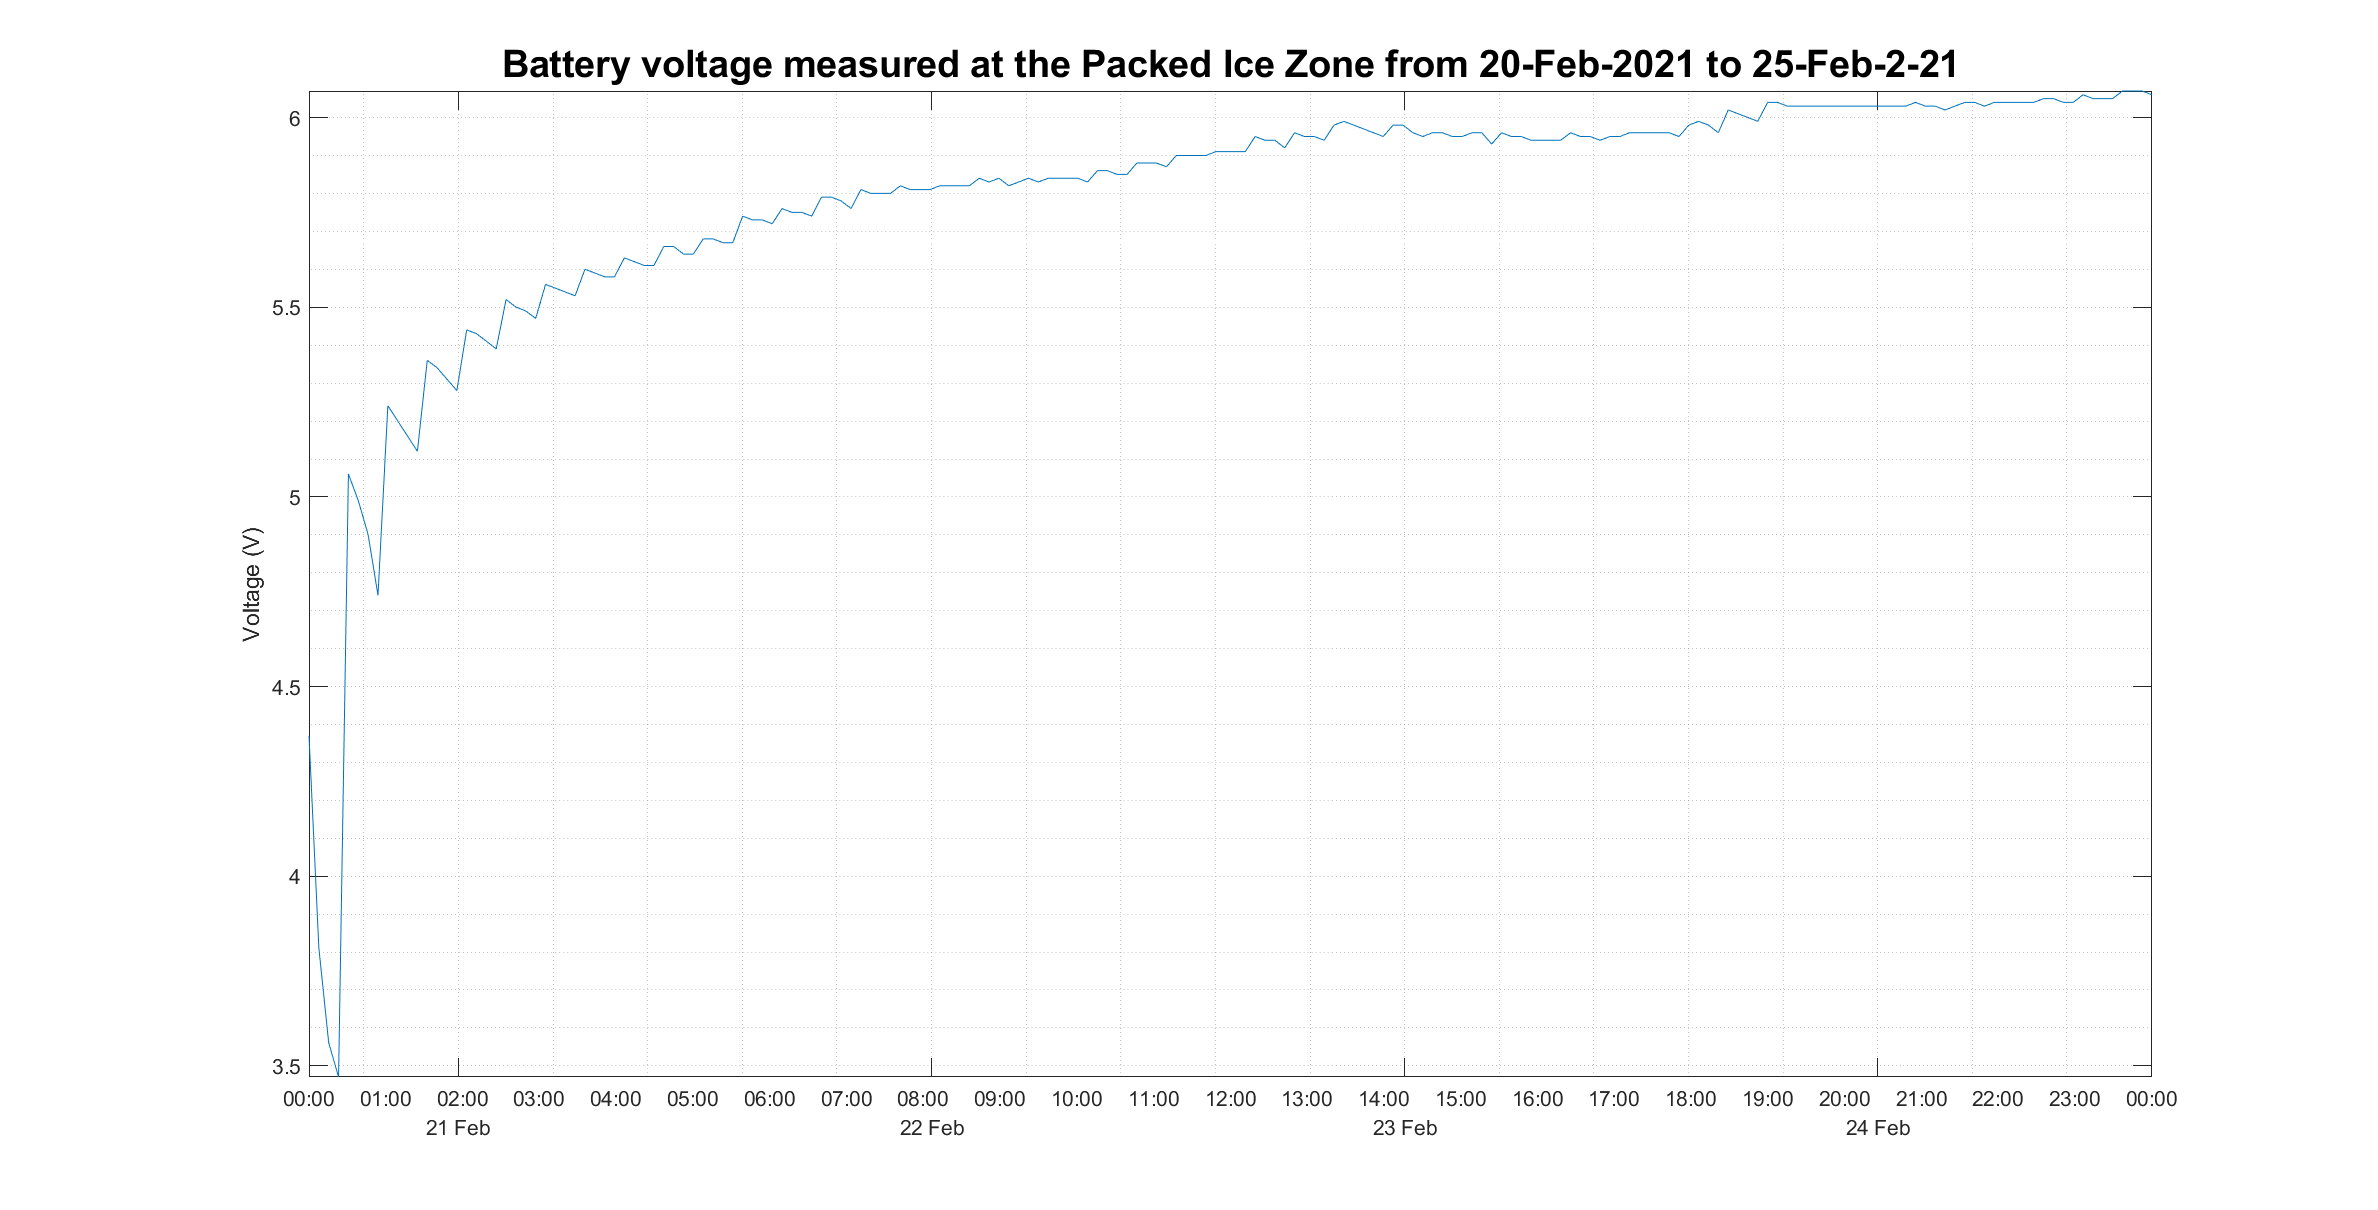 Battery voltage measured at the Packed Ice Zone from 20-Feb-2021 to 25-Feb-2-21
6
5.5
5
4.5
4
3.5
Voltage (V)
00:00 01:00 02:00 03:00 04:00 05:00 06:00 07:00 08:00 09:00 10:00 11:00 12:00 13:00 14:00 15:00 16:00 17:00 18:00 19:00 20:00 21:00 22:00 23:00 00:00
21 Feb 22 Feb 23 Feb 24 Feb